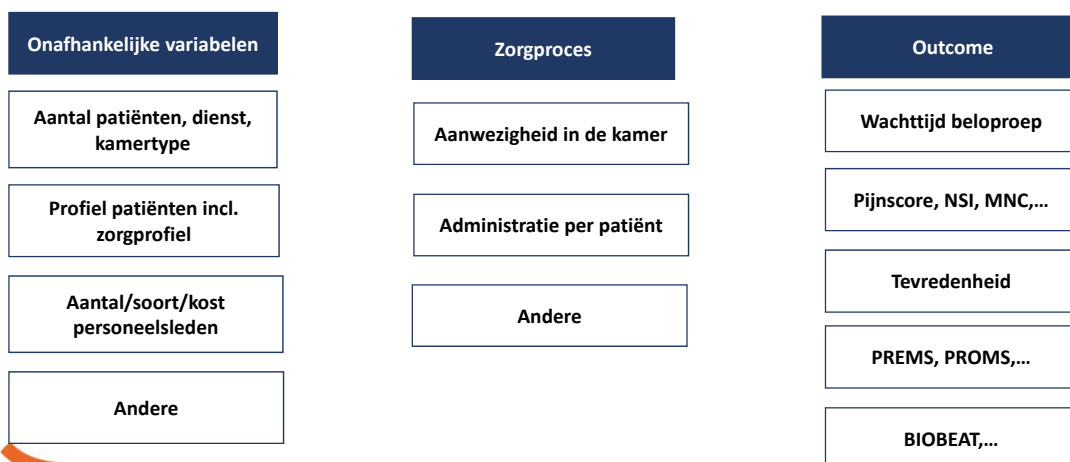 Onafhankelijke variabelen
Aantal patiënten, dienst,
kamertype
Profiel patiënten incl.
zorgprofiel
Aantal/soort/kost
personeelsleden
Andere
Zorgproces
Aanwezigheid in de kamer
Administratie per patiënt
Andere
Outcome
Wachttijd beloproep
Pijnscore, NSI, MNC,…
Tevredenheid
PREMS, PROMS,…
BIOBEAT,…